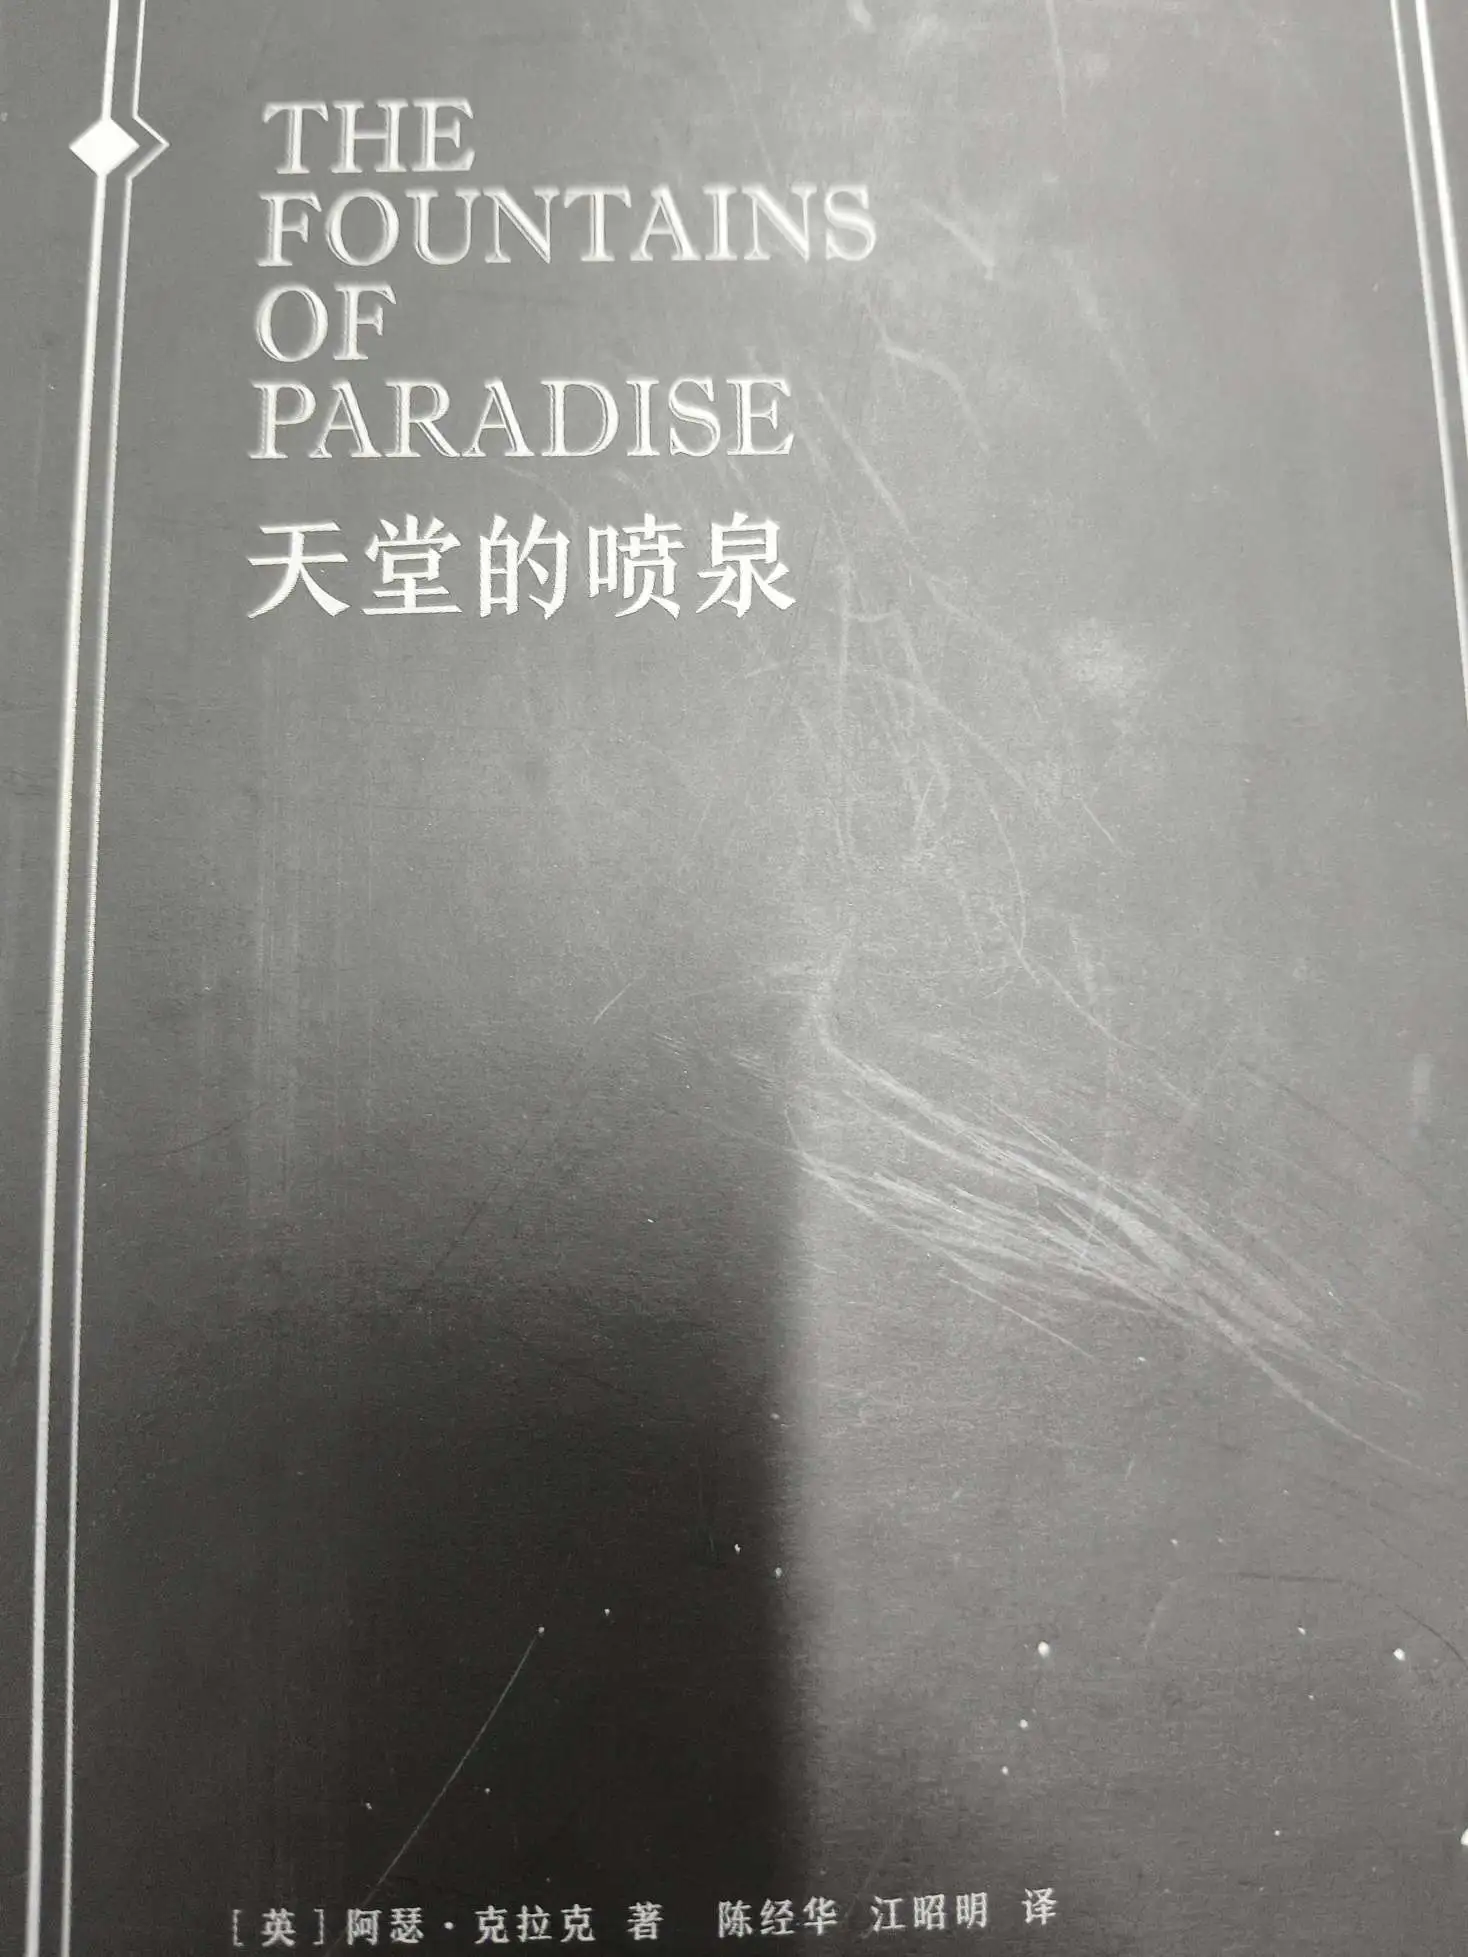 THE
FOUNTAINS
OF
PARADISE
天堂的喷泉
［英］阿瑟·克拉克 著 陈经华 江昭明 译